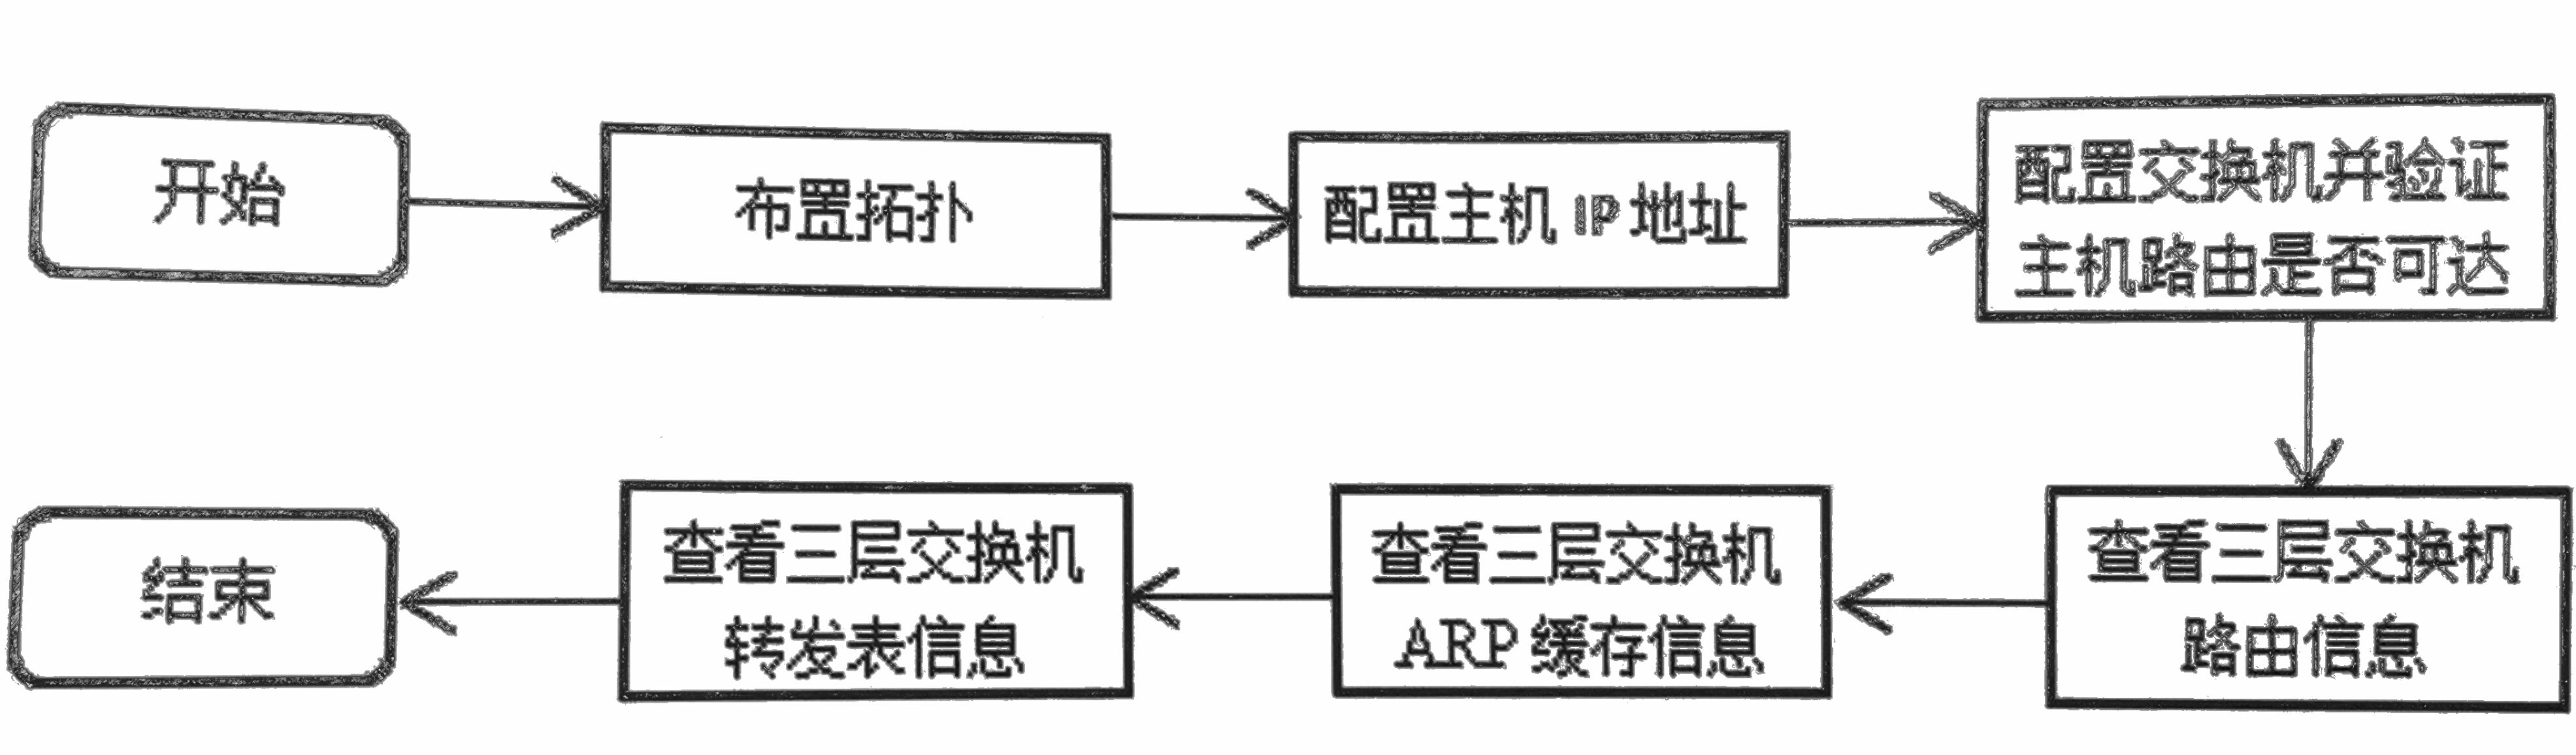 开始
布置拓扑
配置主机 IP 地址
配置交换机并验证
主机路由是否可达
查看三层交换机
路由信息
查看三层交换机
ARP 缓存信息
查看三层交换机
转发表信息
结束